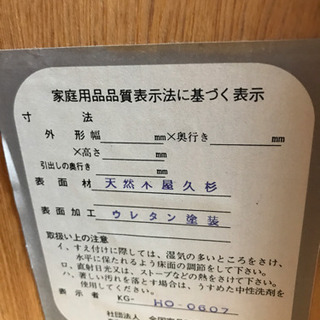 家庭用品品質表示法に基づく表示
寸法
外形幅 mm×奥行き mm
×高さ mm
引出しの奥行き mm
表面材 天然木屋久杉
表面加工 ウレタン塗装
取扱い上の注意
イ、すえ付けに際しては、湿気の多いところをさけ、
水平に保たれるよう床面の調節をして下さい。
ロ、直射日光又は、ストーブなどの熱をさけて下さい。
ハ、著しい汚れを落とす場合は、うすめた中性洗剤を
使用してください。
表示者 KG- HO-0607
社団法人 全国